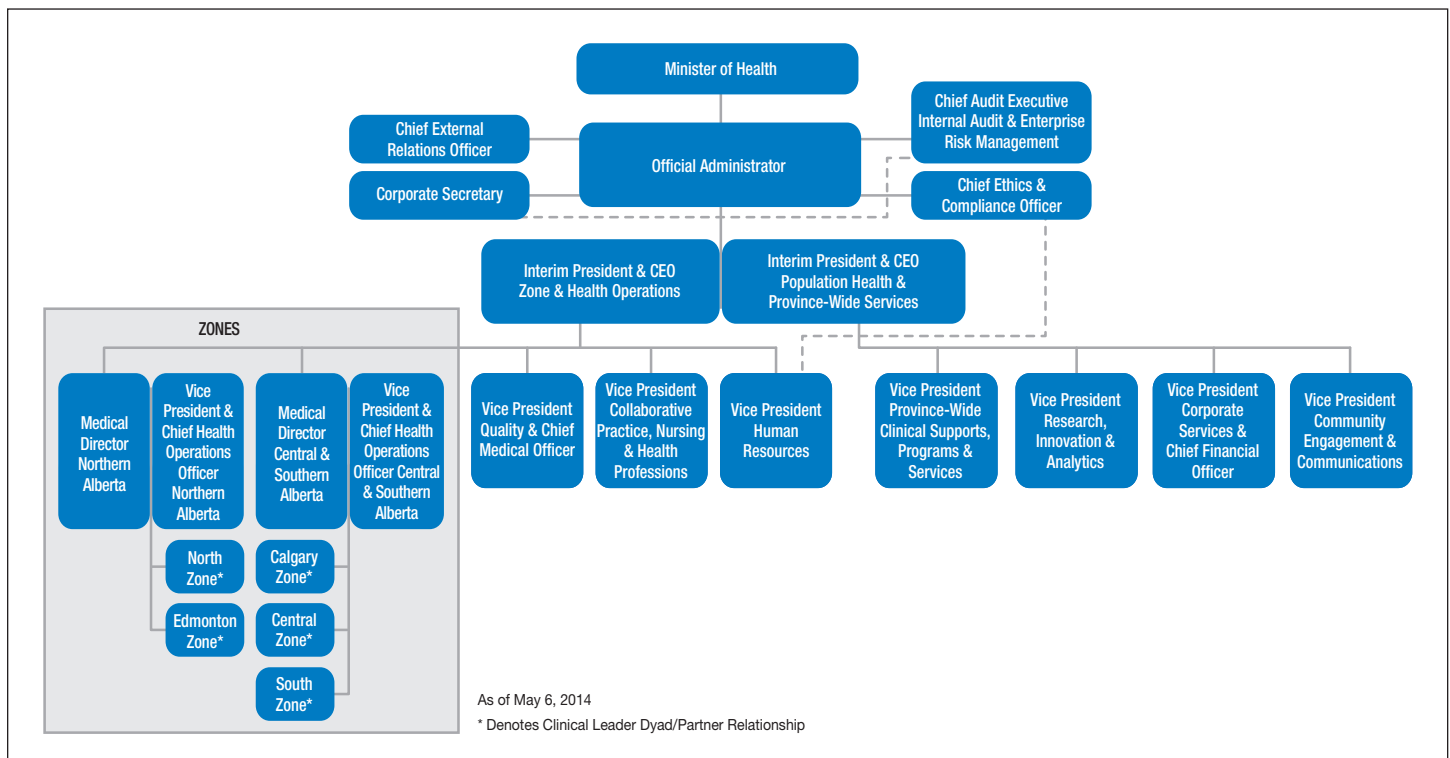 Minister of Health
Chief External
Relations Officer
Official Administrator
Chief Audit Executive
Internal Audit & Enterprise
Risk Management
Corporate Secretary
Chief Ethics &
Compliance Officer
Interim President & CEO
Zone & Health Operations
Interim President & CEO
Population Health &
Province-Wide Services
ZONES
Medical
Director
Northern
Alberta
Vice
President &
Chief Health
Operations
Officer
Northern
Alberta
Medical
Director
Central &
Southern
Alberta
Vice
President &
Chief Health
Operations
Officer Central
& Southern
Alberta
Vice President
Quality & Chief
Medical Officer
Vice President
Collaborative
Practice, Nursing
& Health
Professions
Vice President
Human
Resources
Vice President
Province-Wide
Clinical Supports,
Programs &
Services
Vice President
Research,
Innovation &
Analytics
Vice President
Corporate
Services &
Chief Financial
Officer
Vice President
Community
Engagement &
Communications
North
Zone*
Edmonton
Zone*
Calgary
Zone*
Central
Zone*
South
Zone*
As of May 6, 2014
* Denotes Clinical Leader Dyad/Partner Relationship